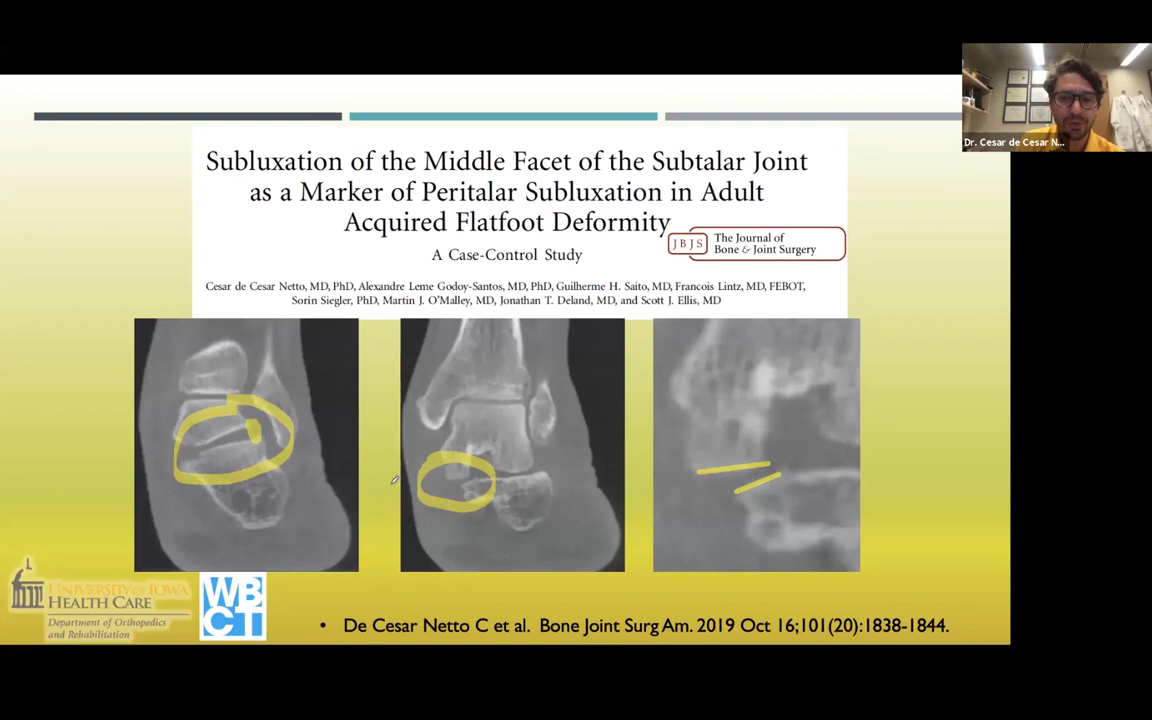 Dr. Cesar de Cesar N...
Subluxation of the Middle Facet of the Subtalar Joint
as a Marker of Peritalar Subluxation in Adult
Acquired Flatfoot Deformity
A Case-Control Study
JBJS
The Journal of
Bone & Joint Surgery
Cesar de Cesar Netto, MD, PhD, Alexandre Leme Godoy-Santos, MD, PhD, Guilherme H. Saito, MD, Francois Lintz, MD, FEBOT,
Sorin Siegler, PhD, Martin J. O'Malley, MD, Jonathan T. Deland, MD, and Scott J. Ellis, MD
UNIVERSITY OF IOWA
HEALTH CARE
Department of Orthopedics
and Rehabilitation
WB
CT
• De Cesar Netto C et al. Bone Joint Surg Am. 2019 Oct 16;101(20):1838-1844.